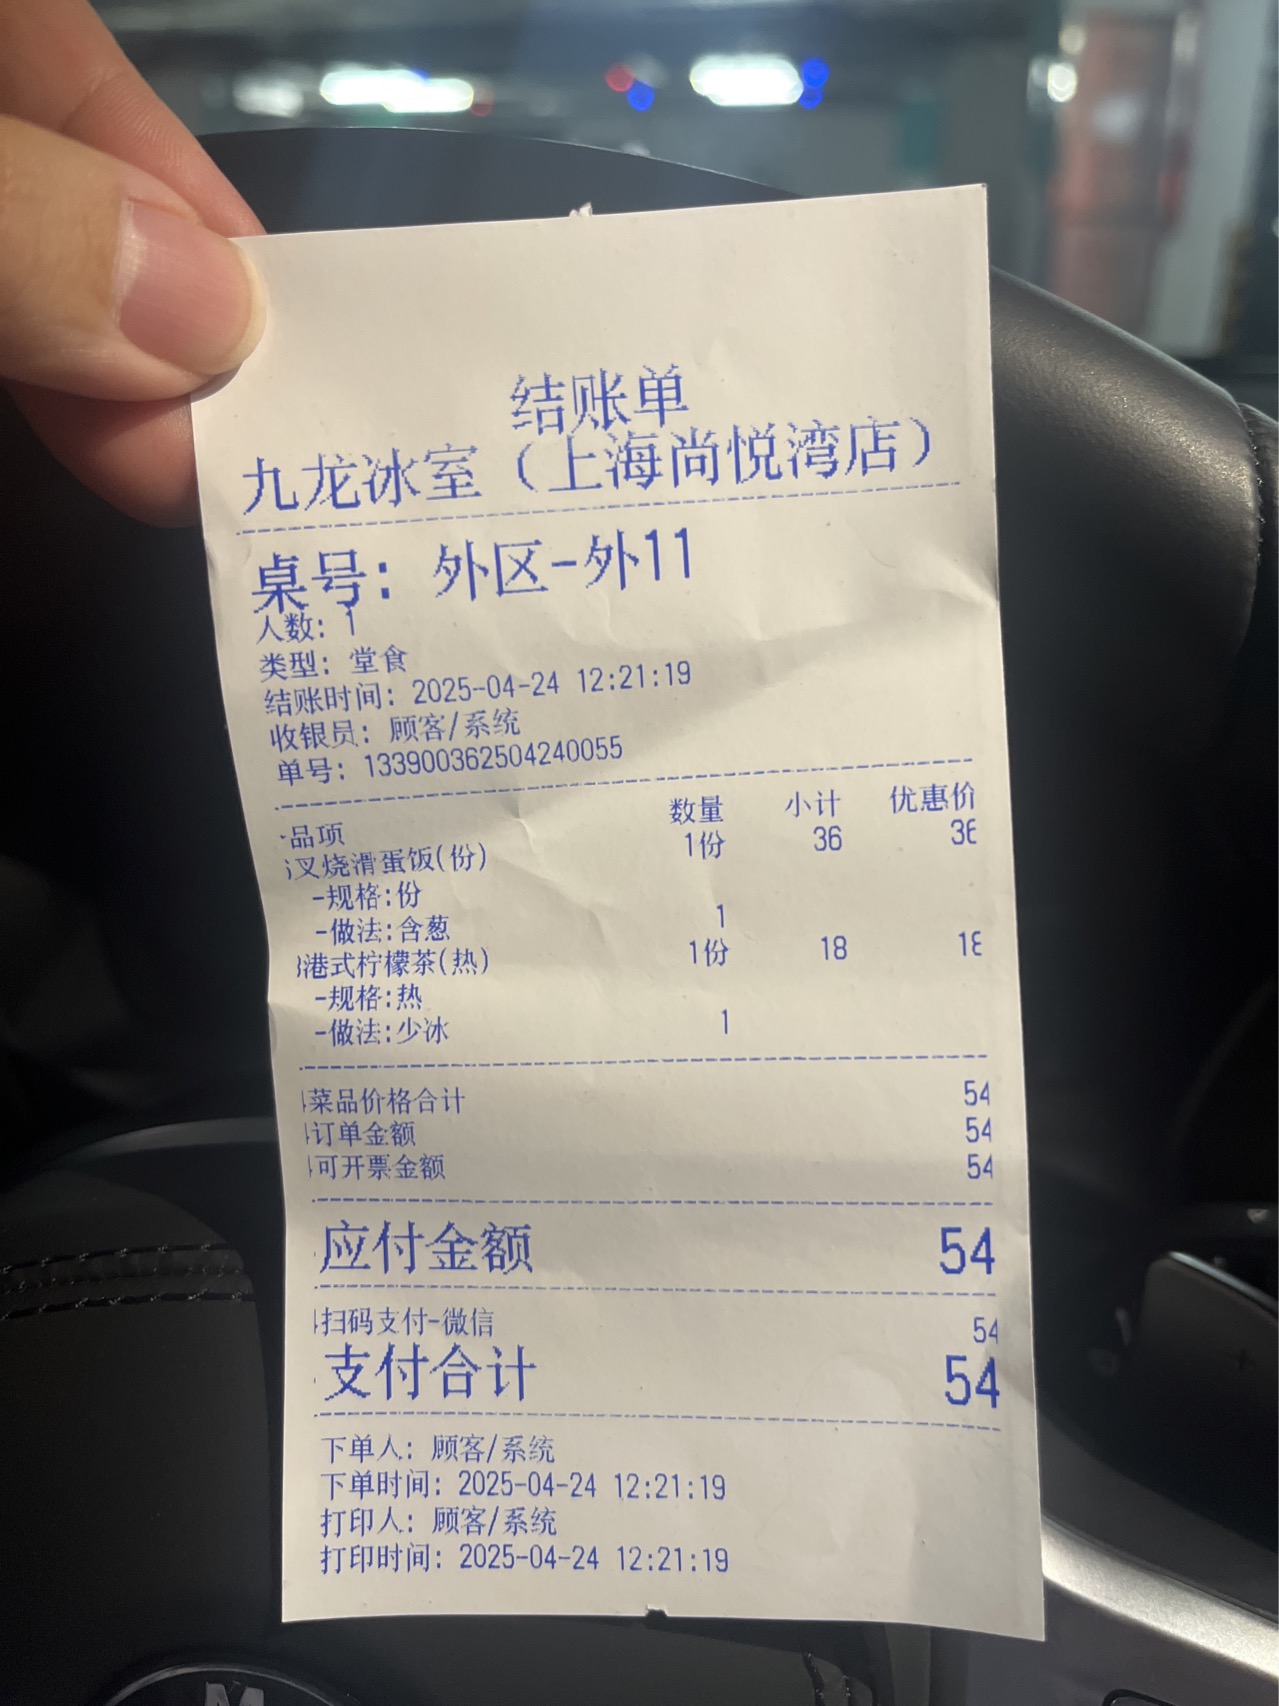 结账单
九龙冰室（上海尚悦湾店）
桌号: 外区-外11
人数: 1
类型: 堂食
结账时间: 2025-04-24 12:21:19
收银员: 顾客/系统
单号: 133900362504240055
品项 数量 小计 优惠价
叉烧滑蛋饭(份) 1份 36 36
-规格:份
-做法:含葱 1
港式柠檬茶(热) 1份 18 18
-规格:热
-做法:少冰 1
菜品价格合计 54
订单金额 54
可开票金额 54
应付金额 54
扫码支付-微信 54
支付合计 54
下单人: 顾客/系统
下单时间: 2025-04-24 12:21:19
打印人: 顾客/系统
打印时间: 2025-04-24 12:21:19